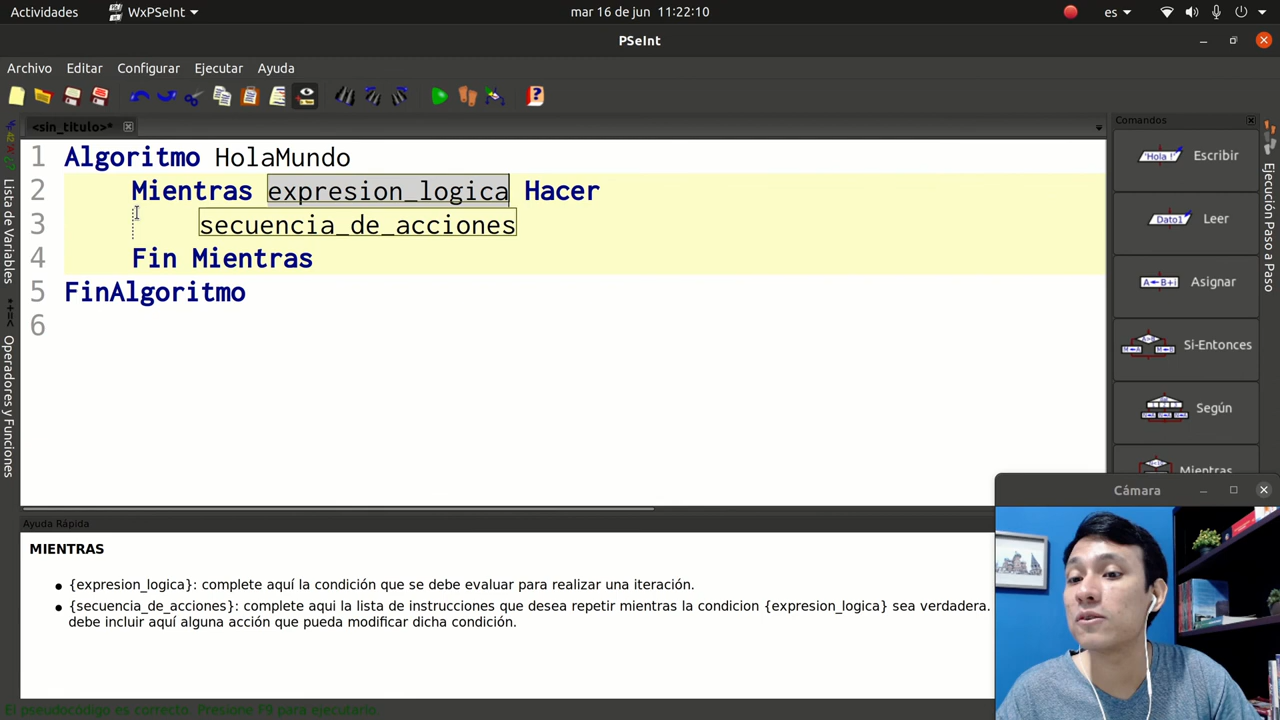 Actividades
WxPSeInt
mar 16 de jun 11:22:10
es
PSeInt
Archivo Editar Configurar Ejecutar Ayuda
<sin_titulo>*
Comandos
1 Algoritmo HolaMundo
2 Mientras expresion_logica Hacer
3 secuencia_de_acciones
4 Fin Mientras
5 FinAlgoritmo
6
Lista de Variables
Operadores y Funciones
'Hola !' Escribir
Dato1 Leer
A←B+i Asignar
Si-Entonces
Según
Mientras
Ejecución Paso a Paso
Ayuda Rápida
MIENTRAS
• {expresion_logica}: complete aquí la condición que se debe evaluar para realizar una iteración.
• {secuencia_de_acciones}: complete aqui la lista de instrucciones que desea repetir mientras la condicion {expresion_logica} sea verdadera.
debe incluir aquí alguna acción que pueda modificar dicha condición.
El pseudocódigo es correcto. Presione F9 para ejecutarlo.
Cámara